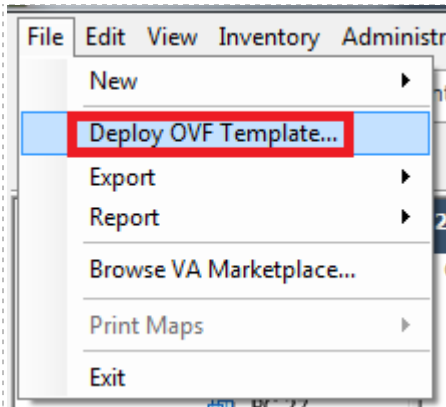 File Edit View Inventory Administr
New
Deploy OVF Template...
Export
Report
Browse VA Marketplace...
Print Maps
Exit